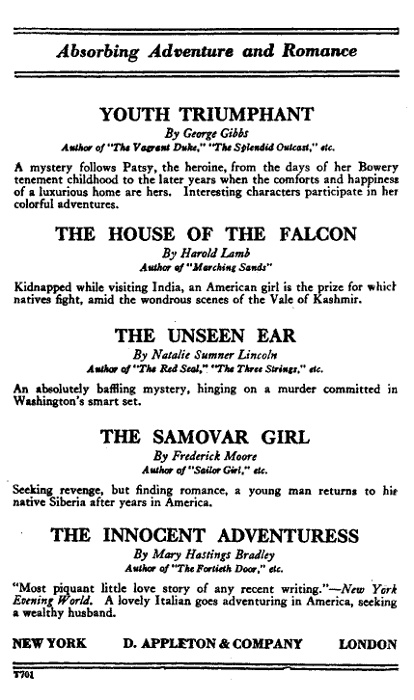 Absorbing Adventure and Romance
YOUTH TRIUMPHANT
By George Gibbs
Author of "The Vagrant Duke," "The Splendid Outcast," etc.
A mystery follows Patsy, the heroine, from the days of her Bowery
tenement childhood to the later years when the comforts and happiness
of a luxurious home are hers. Interesting characters participate in her
colorful adventures.
THE HOUSE OF THE FALCON
By Harold Lamb
Author of "Marching Sands"
Kidnapped while visiting India, an American girl is the prize for which
natives fight, amid the wondrous scenes of the Vale of Kashmir.
THE UNSEEN EAR
By Natalie Sumner Lincoln
Author of "The Red Seal," "The Three Strings," etc.
An absolutely baffling mystery, hinging on a murder committed in
Washington's smart set.
THE SAMOVAR GIRL
By Frederick Moore
Author of "Sailor Girl," etc.
Seeking revenge, but finding romance, a young man returns to his
native Siberia after years in America.
THE INNOCENT ADVENTURESS
By Mary Hastings Bradley
Author of "The Fortieth Door," etc.
"Most piquant little love story of any recent writing."—New York
Evening World. A lovely Italian goes adventuring in America, seeking
a wealthy husband.
NEW YORK D. APPLETON & COMPANY LONDON
T701